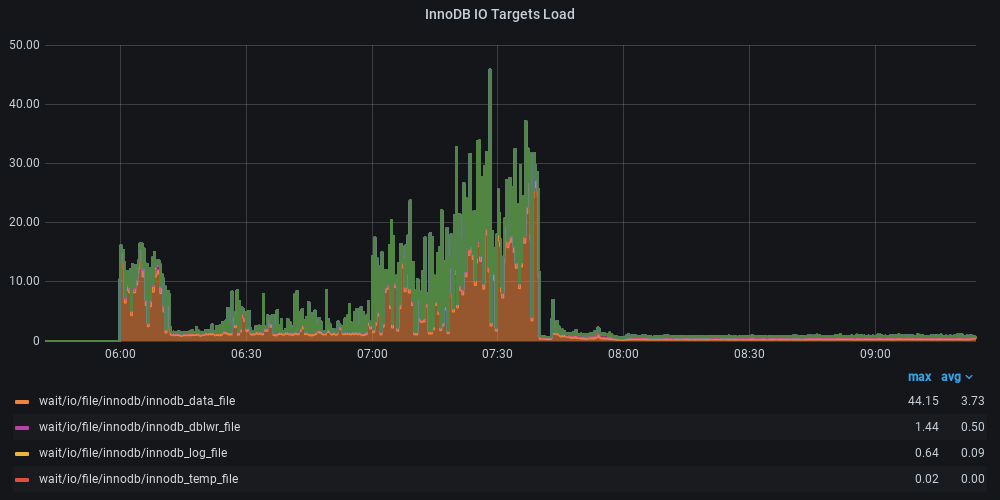 InnoDB IO Targets Load
50.00
40.00
30.00
20.00
10.00
0
06:00 06:30 07:00 07:30 08:00 08:30 09:00
max avg
wait/io/file/innodb/innodb_data_file 44.15 3.73
wait/io/file/innodb/innodb_dblwr_file 1.44 0.50
wait/io/file/innodb/innodb_log_file 0.64 0.09
wait/io/file/innodb/innodb_temp_file 0.02 0.00